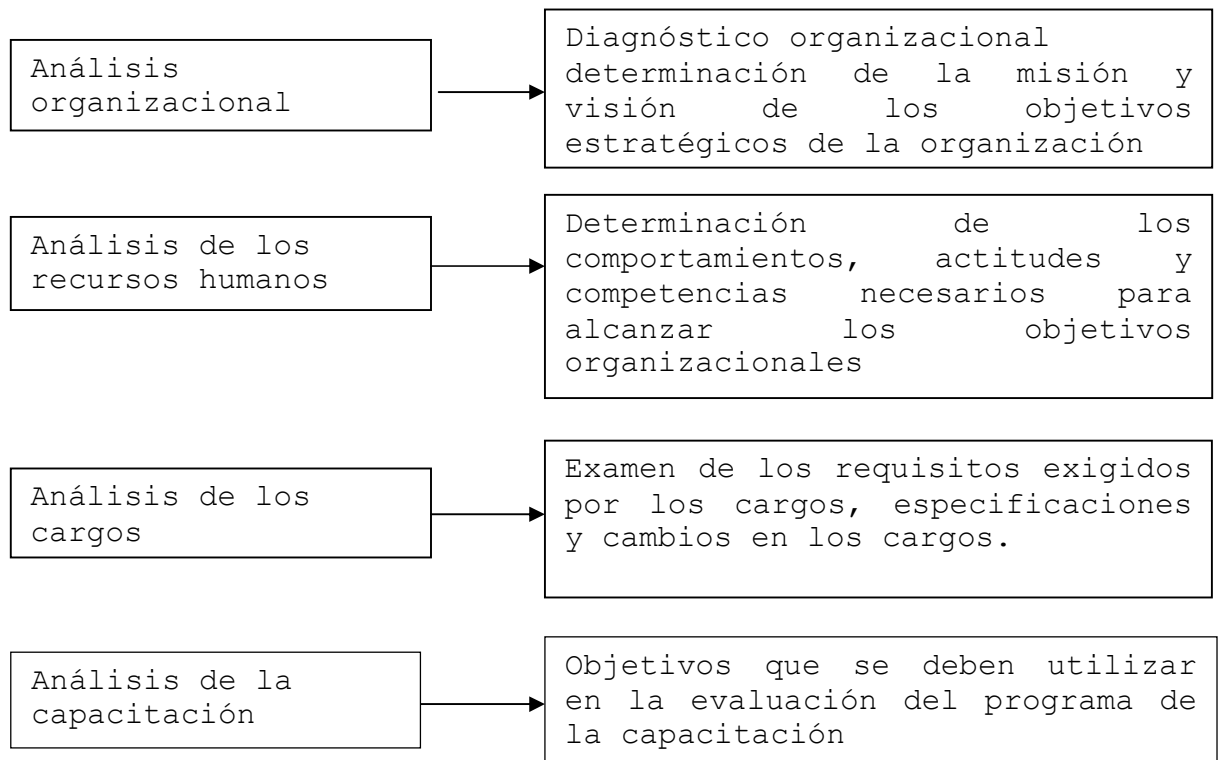 Análisis
organizacional
Diagnóstico organizacional
determinación de la misión y
visión de los objetivos
estratégicos de la organización
Análisis de los
recursos humanos
Determinación de los
comportamientos, actitudes y
competencias necesarios para
alcanzar los objetivos
organizacionales
Análisis de los
cargos
Examen de los requisitos exigidos
por los cargos, especificaciones
y cambios en los cargos.
Análisis de la
capacitación
Objetivos que se deben utilizar
en la evaluación del programa de
la capacitación